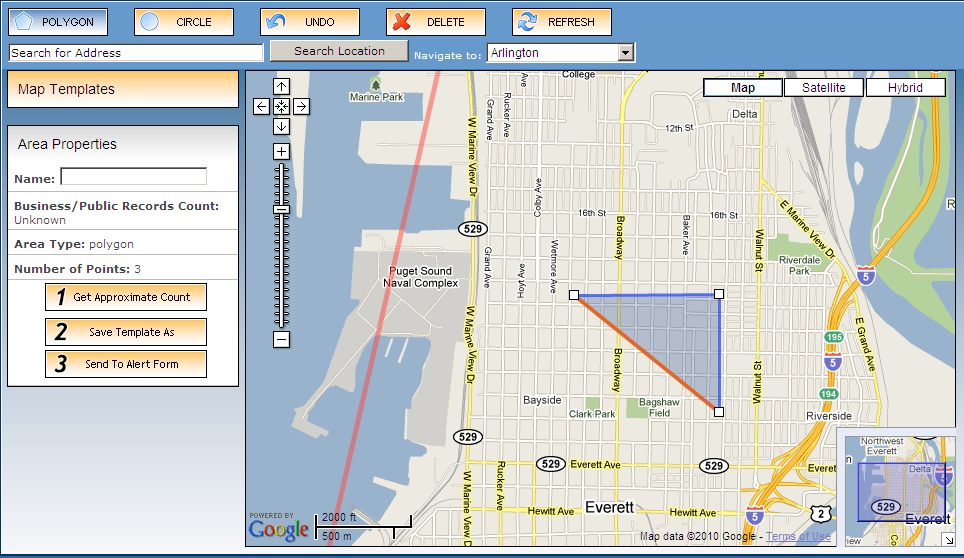 POLYGON
CIRCLE
UNDO
DELETE
REFRESH
Search for Address
Search Location
Navigate to:
Arlington
Map Templates
Area Properties
Name:
Business/Public Records Count:
Unknown
Area Type: polygon
Number of Points: 3
1 Get Approximate Count
2 Save Template As
3 Send To Alert Form
Map
Satellite
Hybrid
College
Marine Park
Grand Ave
Rucker Ave
W Marine View Dr
12th St
Delta
Colby Ave
16th St
16th St
Broadway
Baker Ave
Walnut St
E Marine View Dr
529
Riverdale
Park
R
5
Puget Sound
Naval Complex
Grand Ave
Hoyt Ave
Wetmore Ave
W Marine View Dr
Broadway
Walnut St
195
5
E Grand Ave
194
Bayside
Clark Park
Bagshaw
Field
Riverside
529
529
Everett Ave
529
Everett
W Marine View Dr
Rucker Ave
Hewitt Ave
Everett
Hewitt Ave
5
2
POWERED BY
Google
2000 ft
500 m
Map data ©2010 Google - Terms of Use
Northwest
Everett
Delta
529
5
Everett
view